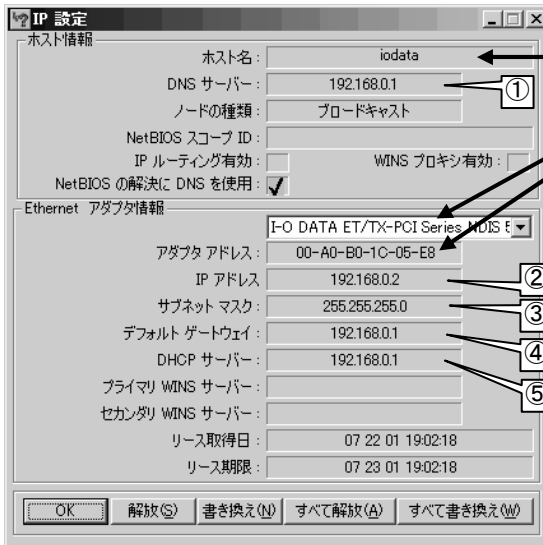 IP 設定
ホスト情報
ホスト名 : iodata
DNS サーバー : 192.168.0.1 ①
ノードの種類 : ブロードキャスト
NetBIOS スコープ ID :
IP ルーティング有効 : WINS プロキシ有効 :
NetBIOS の解決に DNS を使用 :
Ethernet アダプタ情報
I-O DATA ET/TX-PCI Series NDIS 5
アダプタ アドレス : 00-A0-B0-1C-05-E8
IP アドレス 192.168.0.2 ②
サブネット マスク : 255.255.255.0 ③
デフォルト ゲートウェイ : 192.168.0.1 ④
DHCP サーバー : 192.168.0.1 ⑤
プライマリ WINS サーバー :
セカンダリ WINS サーバー :
リース取得日 : 07 22 01 19:02:18
リース期限 : 07 23 01 19:02:18
OK 解放(S) 書き換え(N) すべて解放(A) すべて書き換え(W)